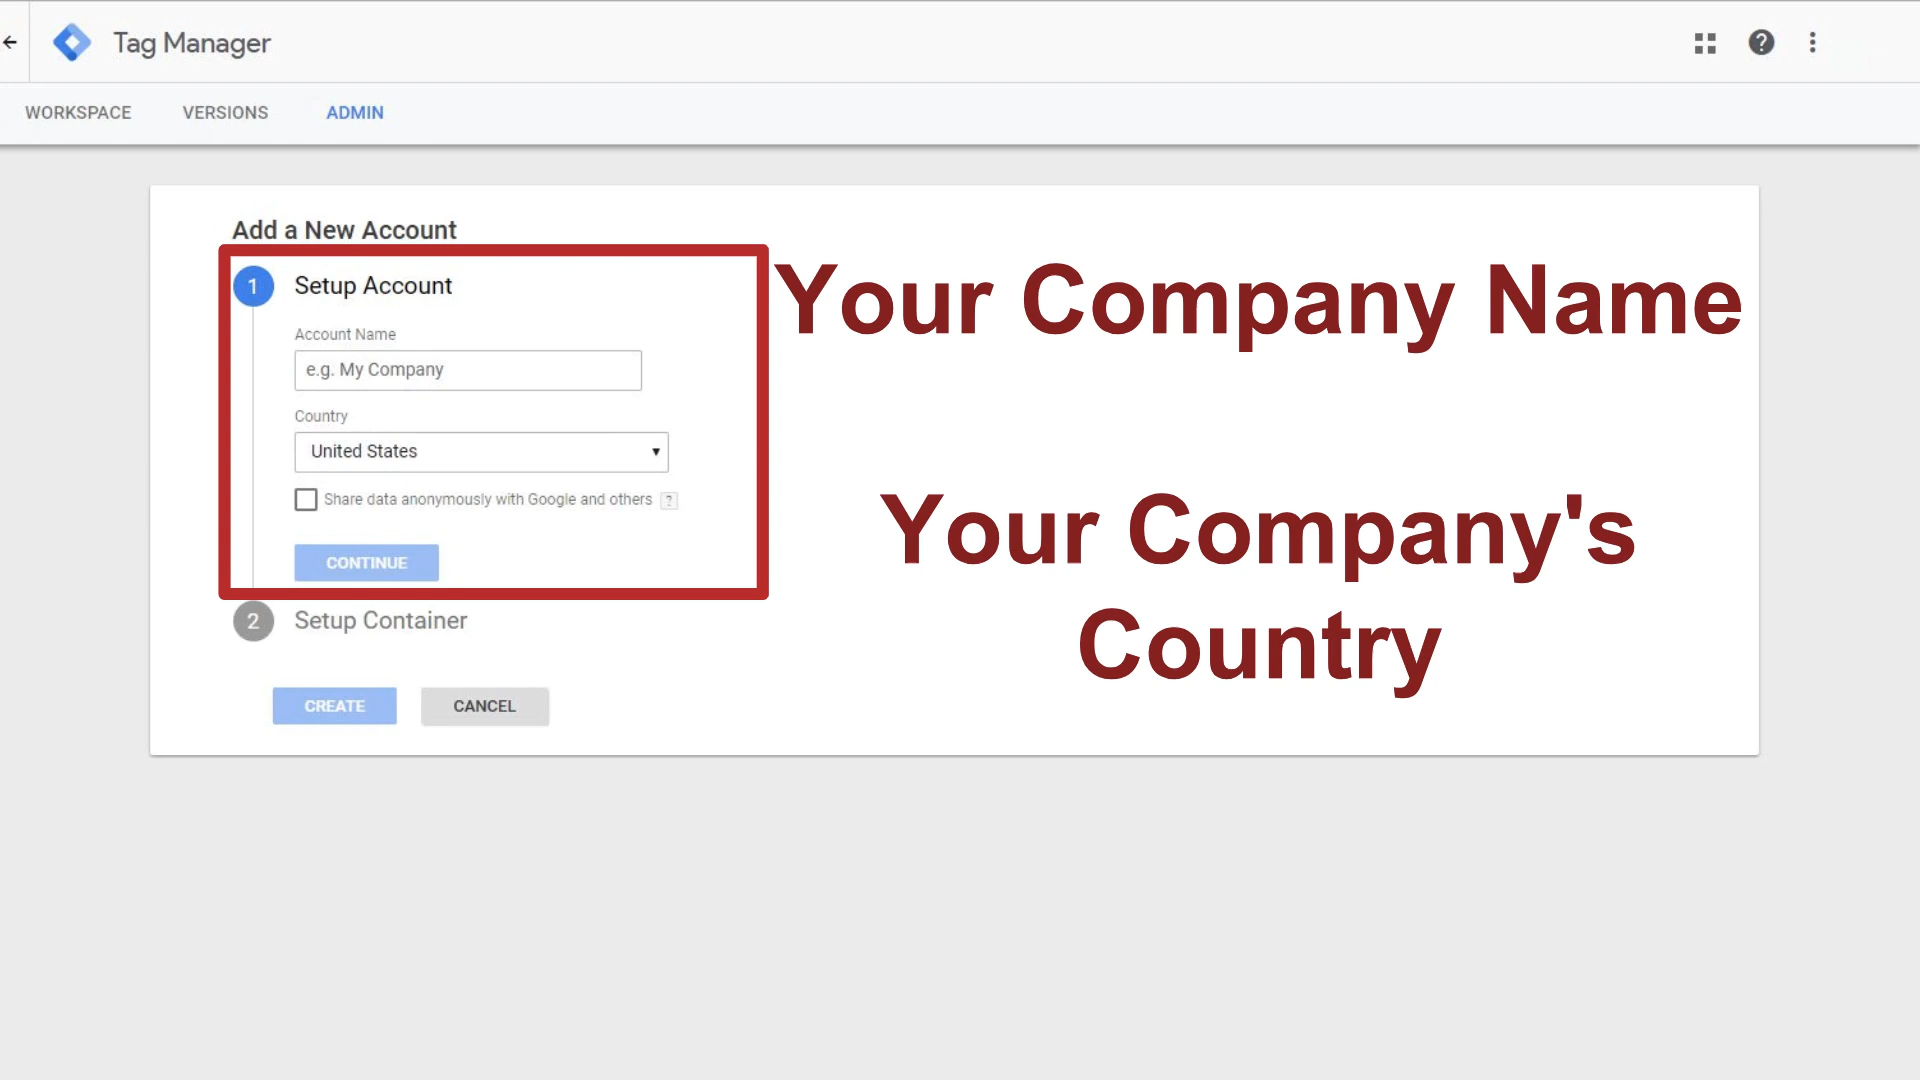 Tag Manager
?
WORKSPACE VERSIONS ADMIN
Add a New Account
1 Setup Account
Account Name
e.g. My Company
Country
United States
Share data anonymously with Google and others ?
CONTINUE
2 Setup Container
CREATE CANCEL
Your Company Name
Your Company's
Country